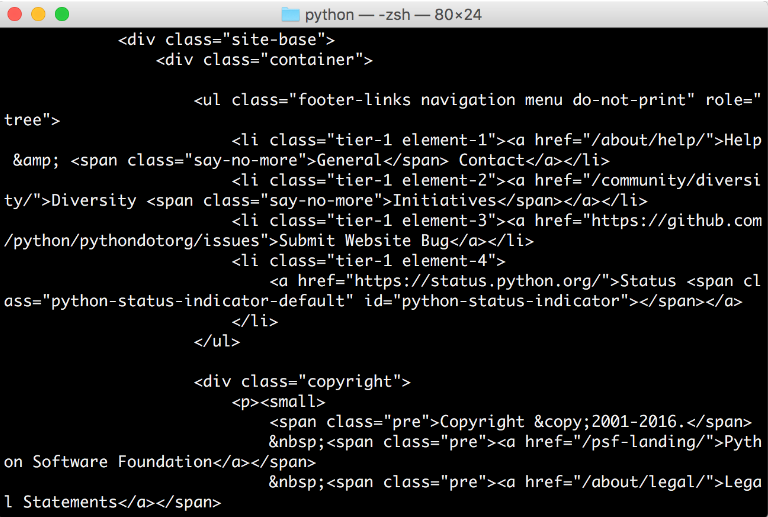 python — -zsh — 80×24
<div class="site-base">
<div class="container">
<ul class="footer-links navigation menu do-not-print" role="
tree">
<li class="tier-1 element-1"><a href="/about/help/">Help
&amp; <span class="say-no-more">General</span> Contact</a></li>
<li class="tier-1 element-2"><a href="/community/diversi
ty/">Diversity <span class="say-no-more">Initiatives</span></a></li>
<li class="tier-1 element-3"><a href="https://github.com
/python/pythondotorg/issues">Submit Website Bug</a></li>
<li class="tier-1 element-4">
<a href="https://status.python.org/">Status <span cl
ass="python-status-indicator-default" id="python-status-indicator"></span></a>
</li>
</ul>
<div class="copyright">
<p><small>
<span class="pre">Copyright &copy;2001-2016.</span>
&nbsp;<span class="pre"><a href="/psf-landing/">Pyth
on Software Foundation</a></span>
&nbsp;<span class="pre"><a href="/about/legal/">Lega
l Statements</a></span>